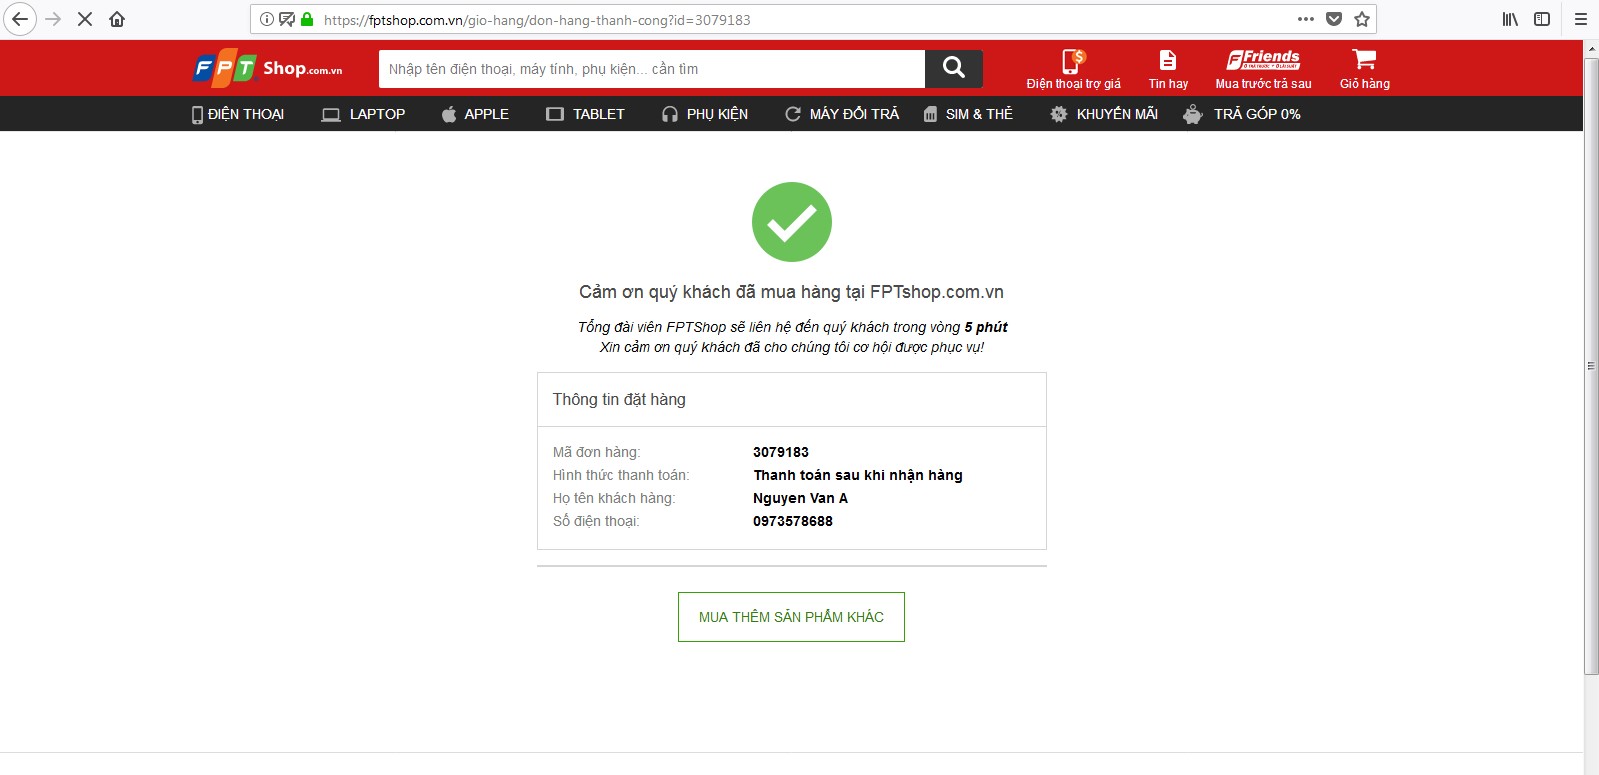 https://fptshop.com.vn/gio-hang/don-hang-thanh-cong?id=3079183
FPT Shop.com.vn
Nhập tên điện thoại, máy tính, phụ kiện... cần tìm
$
Điện thoại trợ giá
Tin hay
F Friends
Mua trước trả sau
Giỏ hàng
ĐIỆN THOẠI
LAPTOP
APPLE
TABLET
PHỤ KIỆN
MÁY ĐỔI TRẢ
SIM & THẺ
KHUYẾN MÃI
TRẢ GÓP 0%
Cảm ơn quý khách đã mua hàng tại FPTshop.com.vn
Tổng đài viên FPTShop sẽ liên hệ đến quý khách trong vòng 5 phút
Xin cảm ơn quý khách đã cho chúng tôi cơ hội được phục vụ!
Thông tin đặt hàng
Mã đơn hàng: 3079183
Hình thức thanh toán: Thanh toán sau khi nhận hàng
Họ tên khách hàng: Nguyen Van A
Số điện thoại: 0973578688
MUA THÊM SẢN PHẨM KHÁC